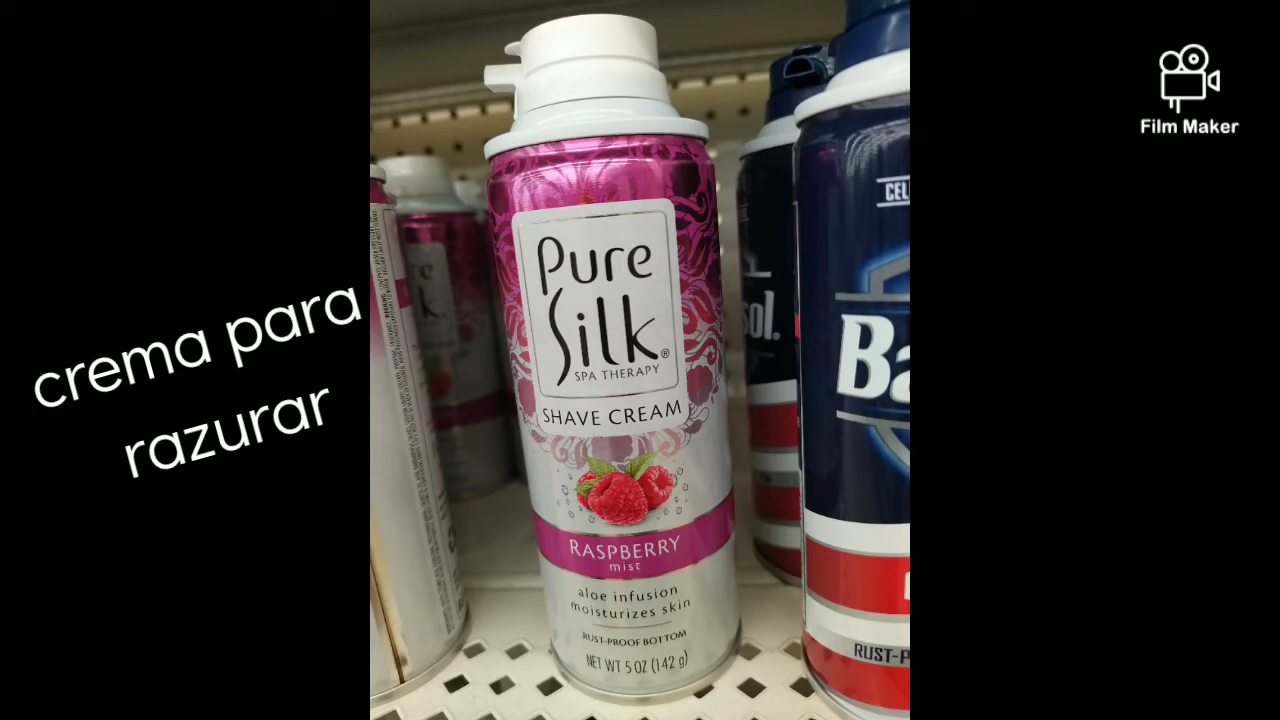 crema para
razurar
Pure
Silk®
SPA THERAPY
SHAVE CREAM
RASPBERRY
mist
aloe infusion
moisturizes skin
RUST-PROOF BOTTOM
NET WT 5 OZ (142 g)
Film Maker